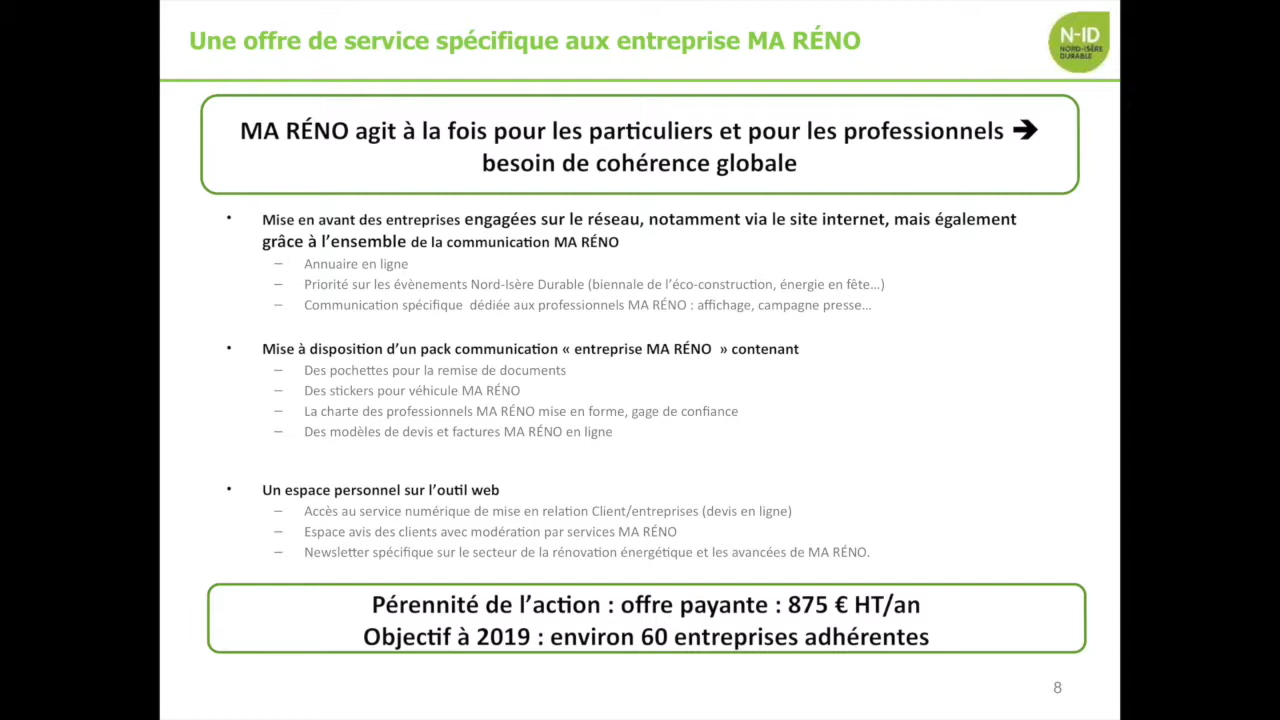 Une offre de service spécifique aux entreprise MA RÉNO
N-ID
NORD-ISÈRE
DURABLE
MA RÉNO agit à la fois pour les particuliers et pour les professionnels ➔
besoin de cohérence globale
• Mise en avant des entreprises engagées sur le réseau, notamment via le site internet, mais également
grâce à l’ensemble de la communication MA RÉNO
– Annuaire en ligne
– Priorité sur les évènements Nord-Isère Durable (biennale de l’éco-construction, énergie en fête…)
– Communication spécifique dédiée aux professionnels MA RÉNO : affichage, campagne presse…
• Mise à disposition d’un pack communication « entreprise MA RÉNO » contenant
– Des pochettes pour la remise de documents
– Des stickers pour véhicule MA RÉNO
– La charte des professionnels MA RÉNO mise en forme, gage de confiance
– Des modèles de devis et factures MA RÉNO en ligne
• Un espace personnel sur l’outil web
– Accès au service numérique de mise en relation Client/entreprises (devis en ligne)
– Espace avis des clients avec modération par services MA RÉNO
– Newsletter spécifique sur le secteur de la rénovation énergétique et les avancées de MA RÉNO.
Pérennité de l’action : offre payante : 875 € HT/an
Objectif à 2019 : environ 60 entreprises adhérentes
8